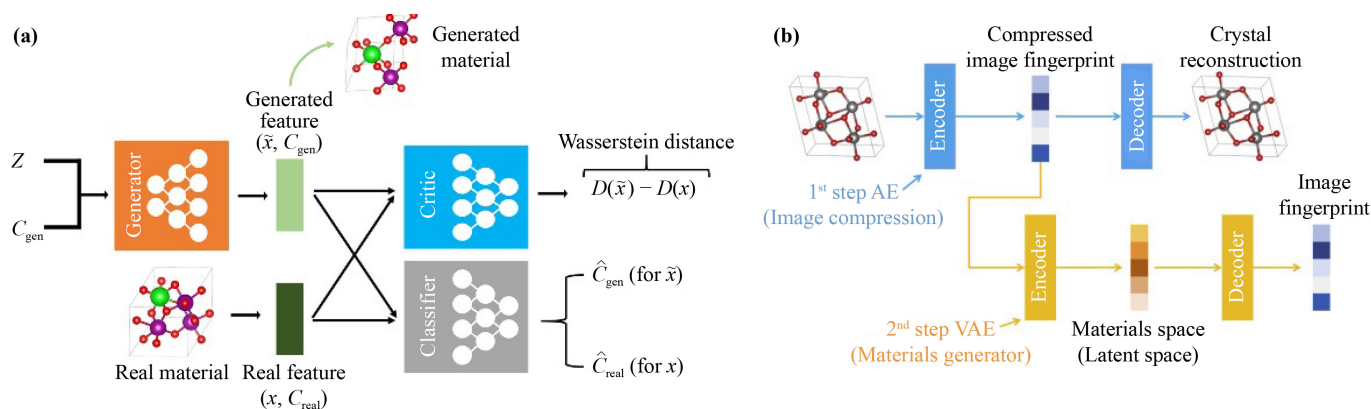 (a)
Generated
material
Generated
feature
(x̃, C_gen)
Z
C_gen
Generator
Critic
Wasserstein distance
D(x̃) − D(x)
Classifier
Ĉ_gen (for x̃)
Ĉ_real (for x)
Real material
Real feature
(x, C_real)
(b)
Compressed
image fingerprint
Crystal
reconstruction
Encoder
Decoder
1st step AE
(Image compression)
Image
fingerprint
Encoder
Decoder
2nd step VAE
(Materials generator)
Materials space
(Latent space)